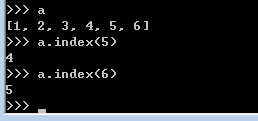 >>> a
[1, 2, 3, 4, 5, 6]
>>> a.index(5)
4
>>> a.index(6)
5
>>>